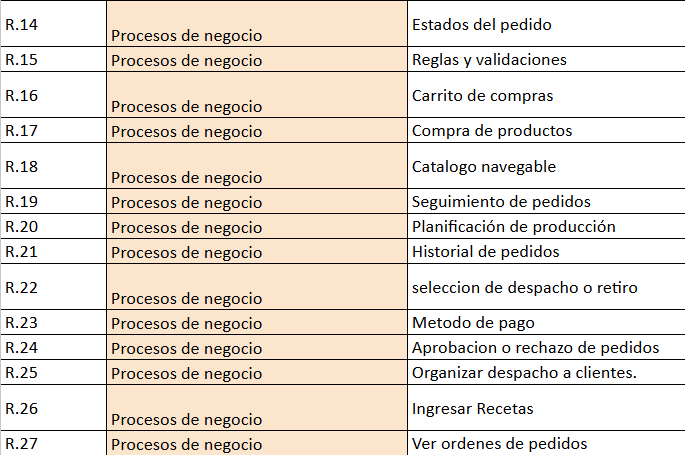 R.14 Procesos de negocio Estados del pedido
R.15 Procesos de negocio Reglas y validaciones
R.16 Procesos de negocio Carrito de compras
R.17 Procesos de negocio Compra de productos
R.18 Procesos de negocio Catalogo navegable
R.19 Procesos de negocio Seguimiento de pedidos
R.20 Procesos de negocio Planificación de producción
R.21 Procesos de negocio Historial de pedidos
R.22 Procesos de negocio seleccion de despacho o retiro
R.23 Procesos de negocio Metodo de pago
R.24 Procesos de negocio Aprobacion o rechazo de pedidos
R.25 Procesos de negocio Organizar despacho a clientes.
R.26 Procesos de negocio Ingresar Recetas
R.27 Procesos de negocio Ver ordenes de pedidos